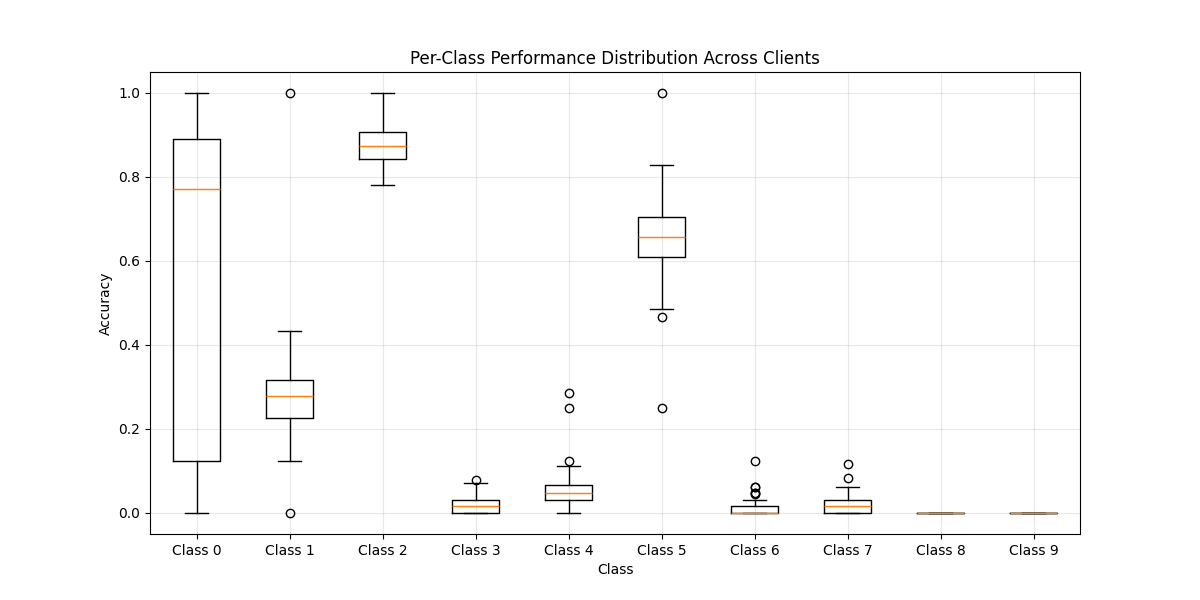 Per-Class Performance Distribution Across Clients
1.0
0.8
0.6
0.4
0.2
0.0
Accuracy
Class 0 Class 1 Class 2 Class 3 Class 4 Class 5 Class 6 Class 7 Class 8 Class 9
Class